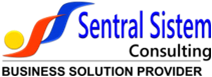 Sentral Sistem
Consulting
BUSINESS SOLUTION PROVIDER